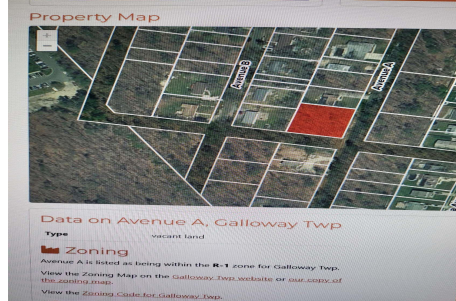 Property Map
+
−
Avenue B
Avenue A
Data on Avenue A, Galloway Twp
Type vacant land
Zoning
Avenue A is listed as being within the R-1 zone for Galloway Twp.
View the Zoning Map on the Galloway Twp website or our copy of
the zoning map.
View the Zoning Code for Galloway Twp.